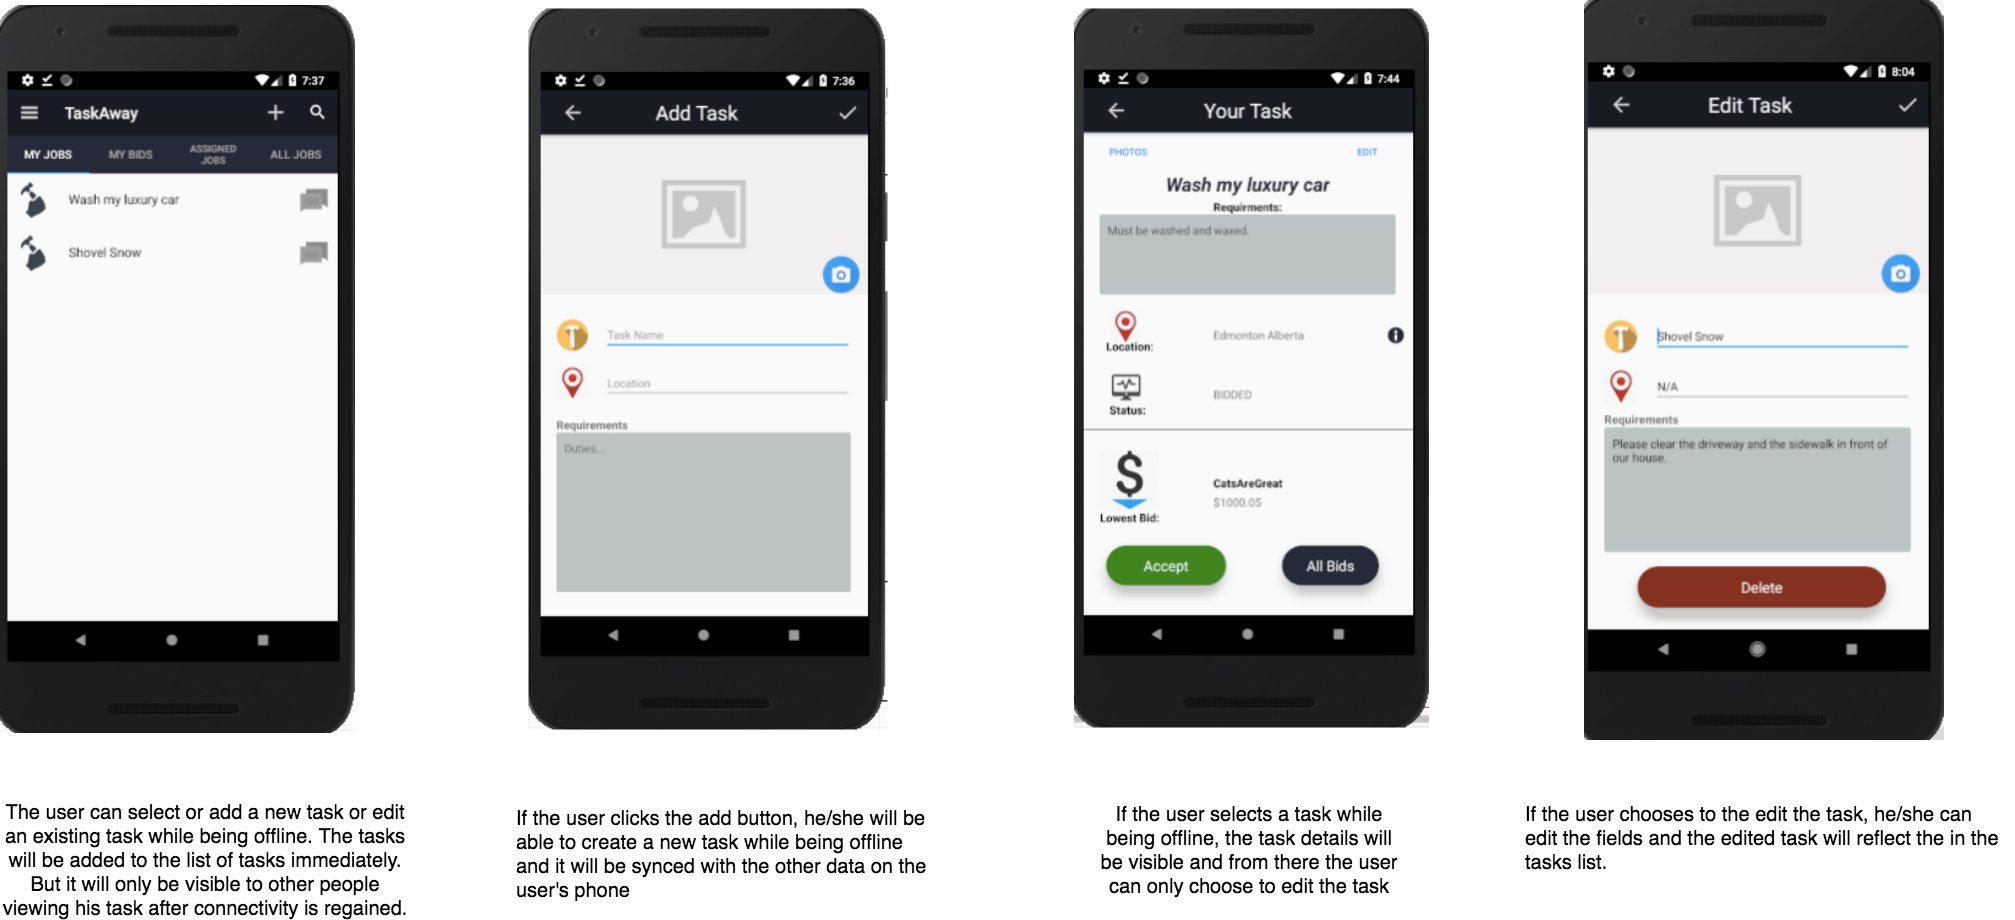 7:37
TaskAway
MY JOBS
MY BIDS
ASSIGNED
JOBS
ALL JOBS
Wash my luxury car
Shovel Snow
The user can select or add a new task or edit
an existing task while being offline. The tasks
will be added to the list of tasks immediately.
But it will only be visible to other people
viewing his task after connectivity is regained.
7:36
Add Task
Task Name
Location
Requirements
Duties...
If the user clicks the add button, he/she will be
able to create a new task while being offline
and it will be synced with the other data on the
user's phone
7:44
Your Task
PHOTOS
EDIT
Wash my luxury car
Requirments:
Must be washed and waxed.
Location:
Edmonton Alberta
Status:
BIDDED
CatsAreGreat
$1000.05
Lowest Bid:
Accept
All Bids
If the user selects a task while
being offline, the task details will
be visible and from there the user
can only choose to edit the task
8:04
Edit Task
Shovel Snow
N/A
Requirements
Please clear the driveway and the sidewalk in front of
our house.
Delete
If the user chooses to the edit the task, he/she can
edit the fields and the edited task will reflect the in the
tasks list.